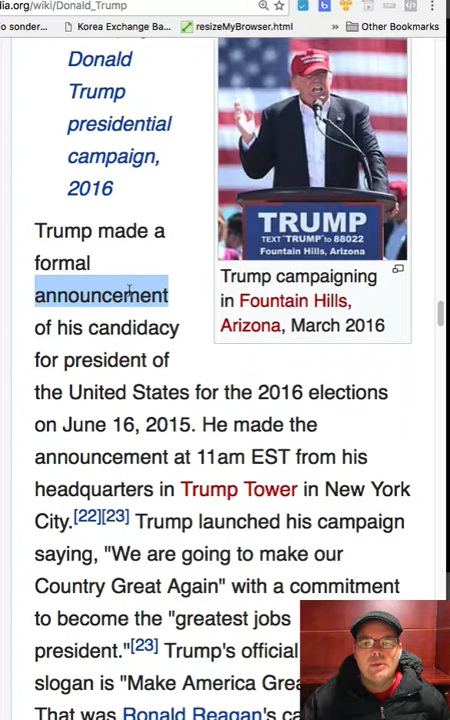 ia.org/wiki/Donald_Trump
lo sonder...
Korea Exchange Ba...
resizeMyBrowser.html
»
Other Bookmarks
Donald
Trump
presidential
campaign,
2016
TRUMP
TEXT "TRUMP" to 88022
Fountain Hills, Arizona
Trump campaigning
in Fountain Hills,
Arizona, March 2016
Trump made a
formal
announcement
of his candidacy
for president of
the United States for the 2016 elections
on June 16, 2015. He made the
announcement at 11am EST from his
headquarters in Trump Tower in New York
City.[22][23] Trump launched his campaign
saying, "We are going to make our
Country Great Again" with a commitment
to become the "greatest jobs
president."[23] Trump's official
slogan is "Make America Grea
That was Ronald Reagan's ca